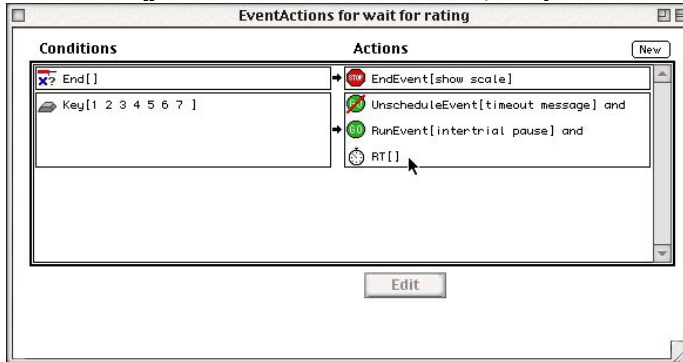 EventActions for wait for rating
Conditions Actions New
End[] EndEvent[show scale]
Key[1 2 3 4 5 6 7 ] UnscheduleEvent[timeout message] and
RunEvent[intertrial pause] and
RT[]
Edit